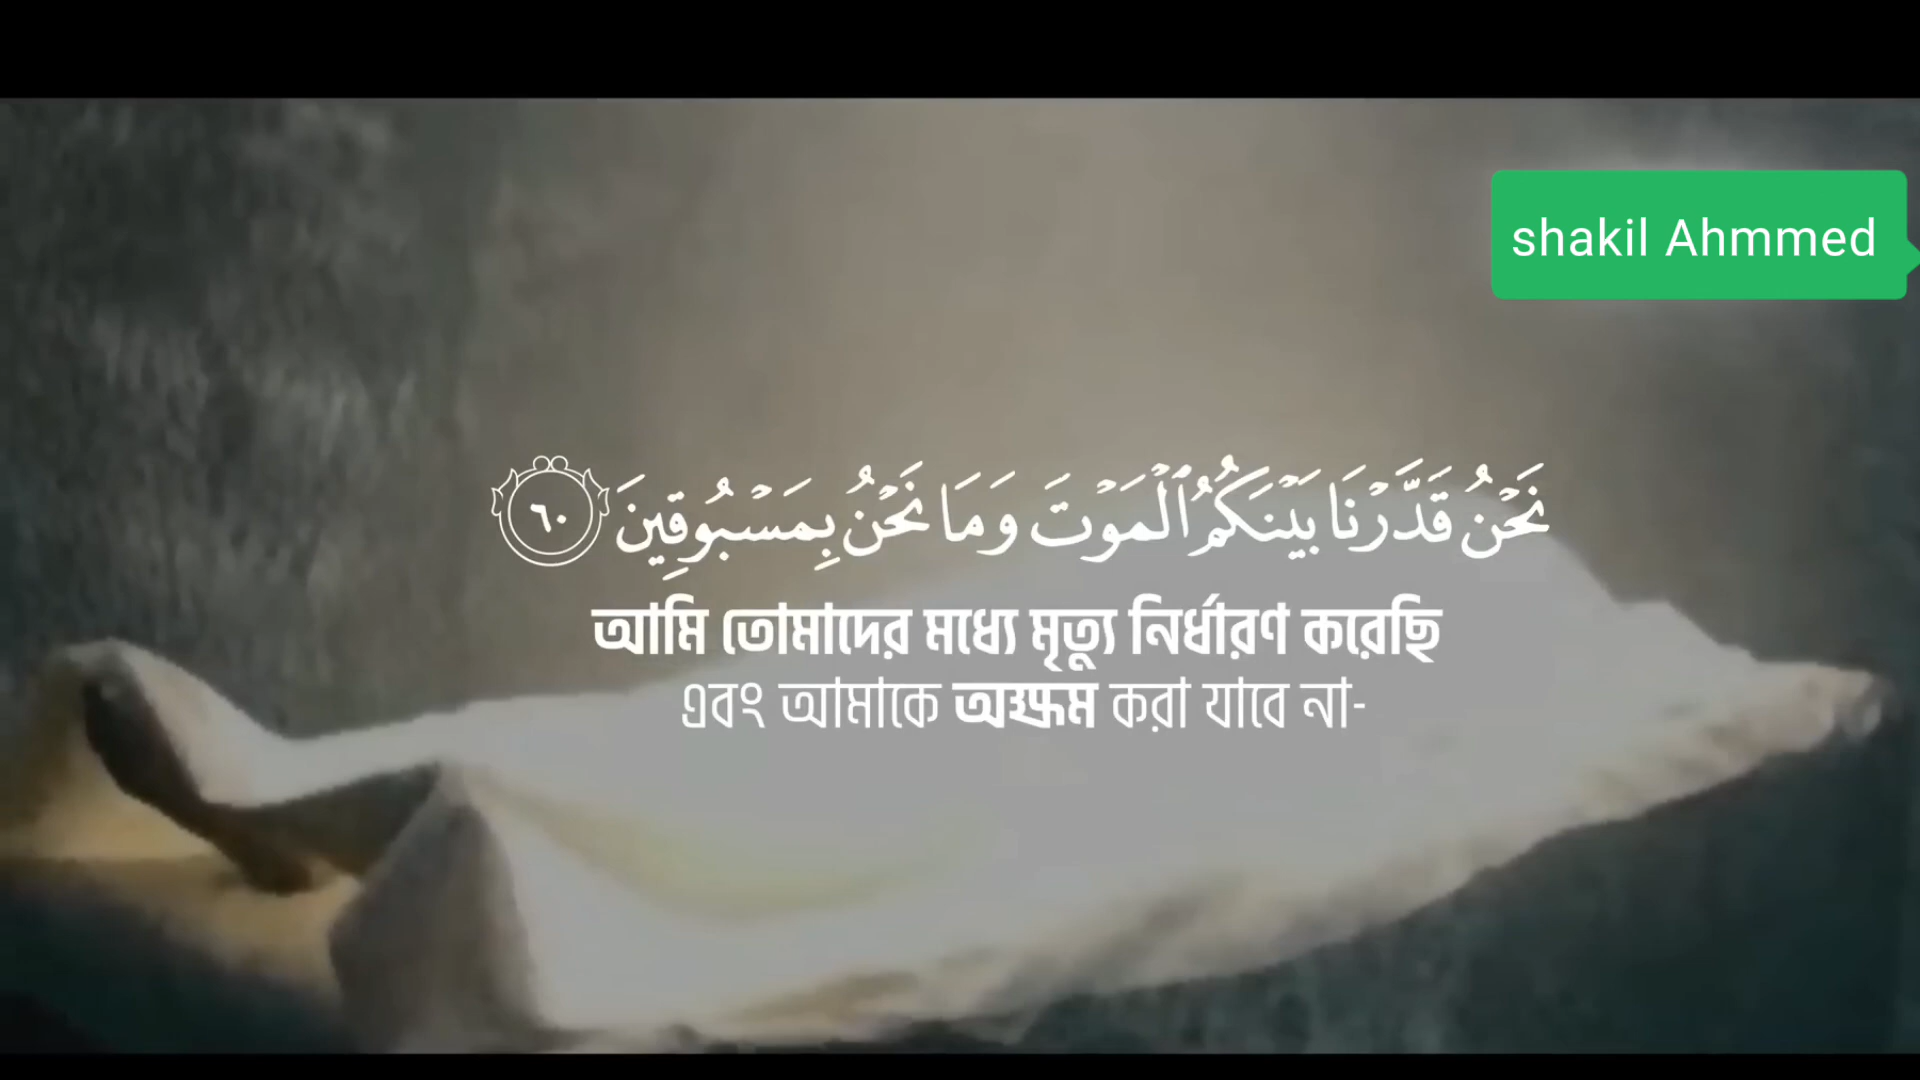 shakil Ahmmed
نَحْنُ قَدَّرْنَا بَيْنَكُمُ ٱلْمَوْتَ وَمَا نَحْنُ بِمَسْبُوقِينَ ٦٠
আমি তোমাদের মধ্যে মৃত্যু নির্ধারণ করেছি
এবং আমাকে অক্ষম করা যাবে না-